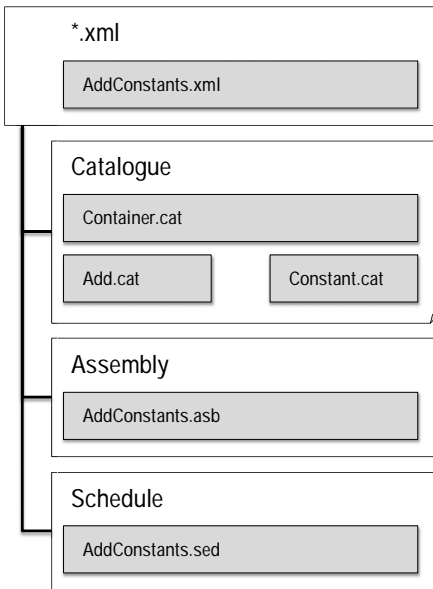 *.xml
AddConstants.xml
Catalogue
Container.cat
Add.cat
Constant.cat
Assembly
AddConstants.asb
Schedule
AddConstants.sed